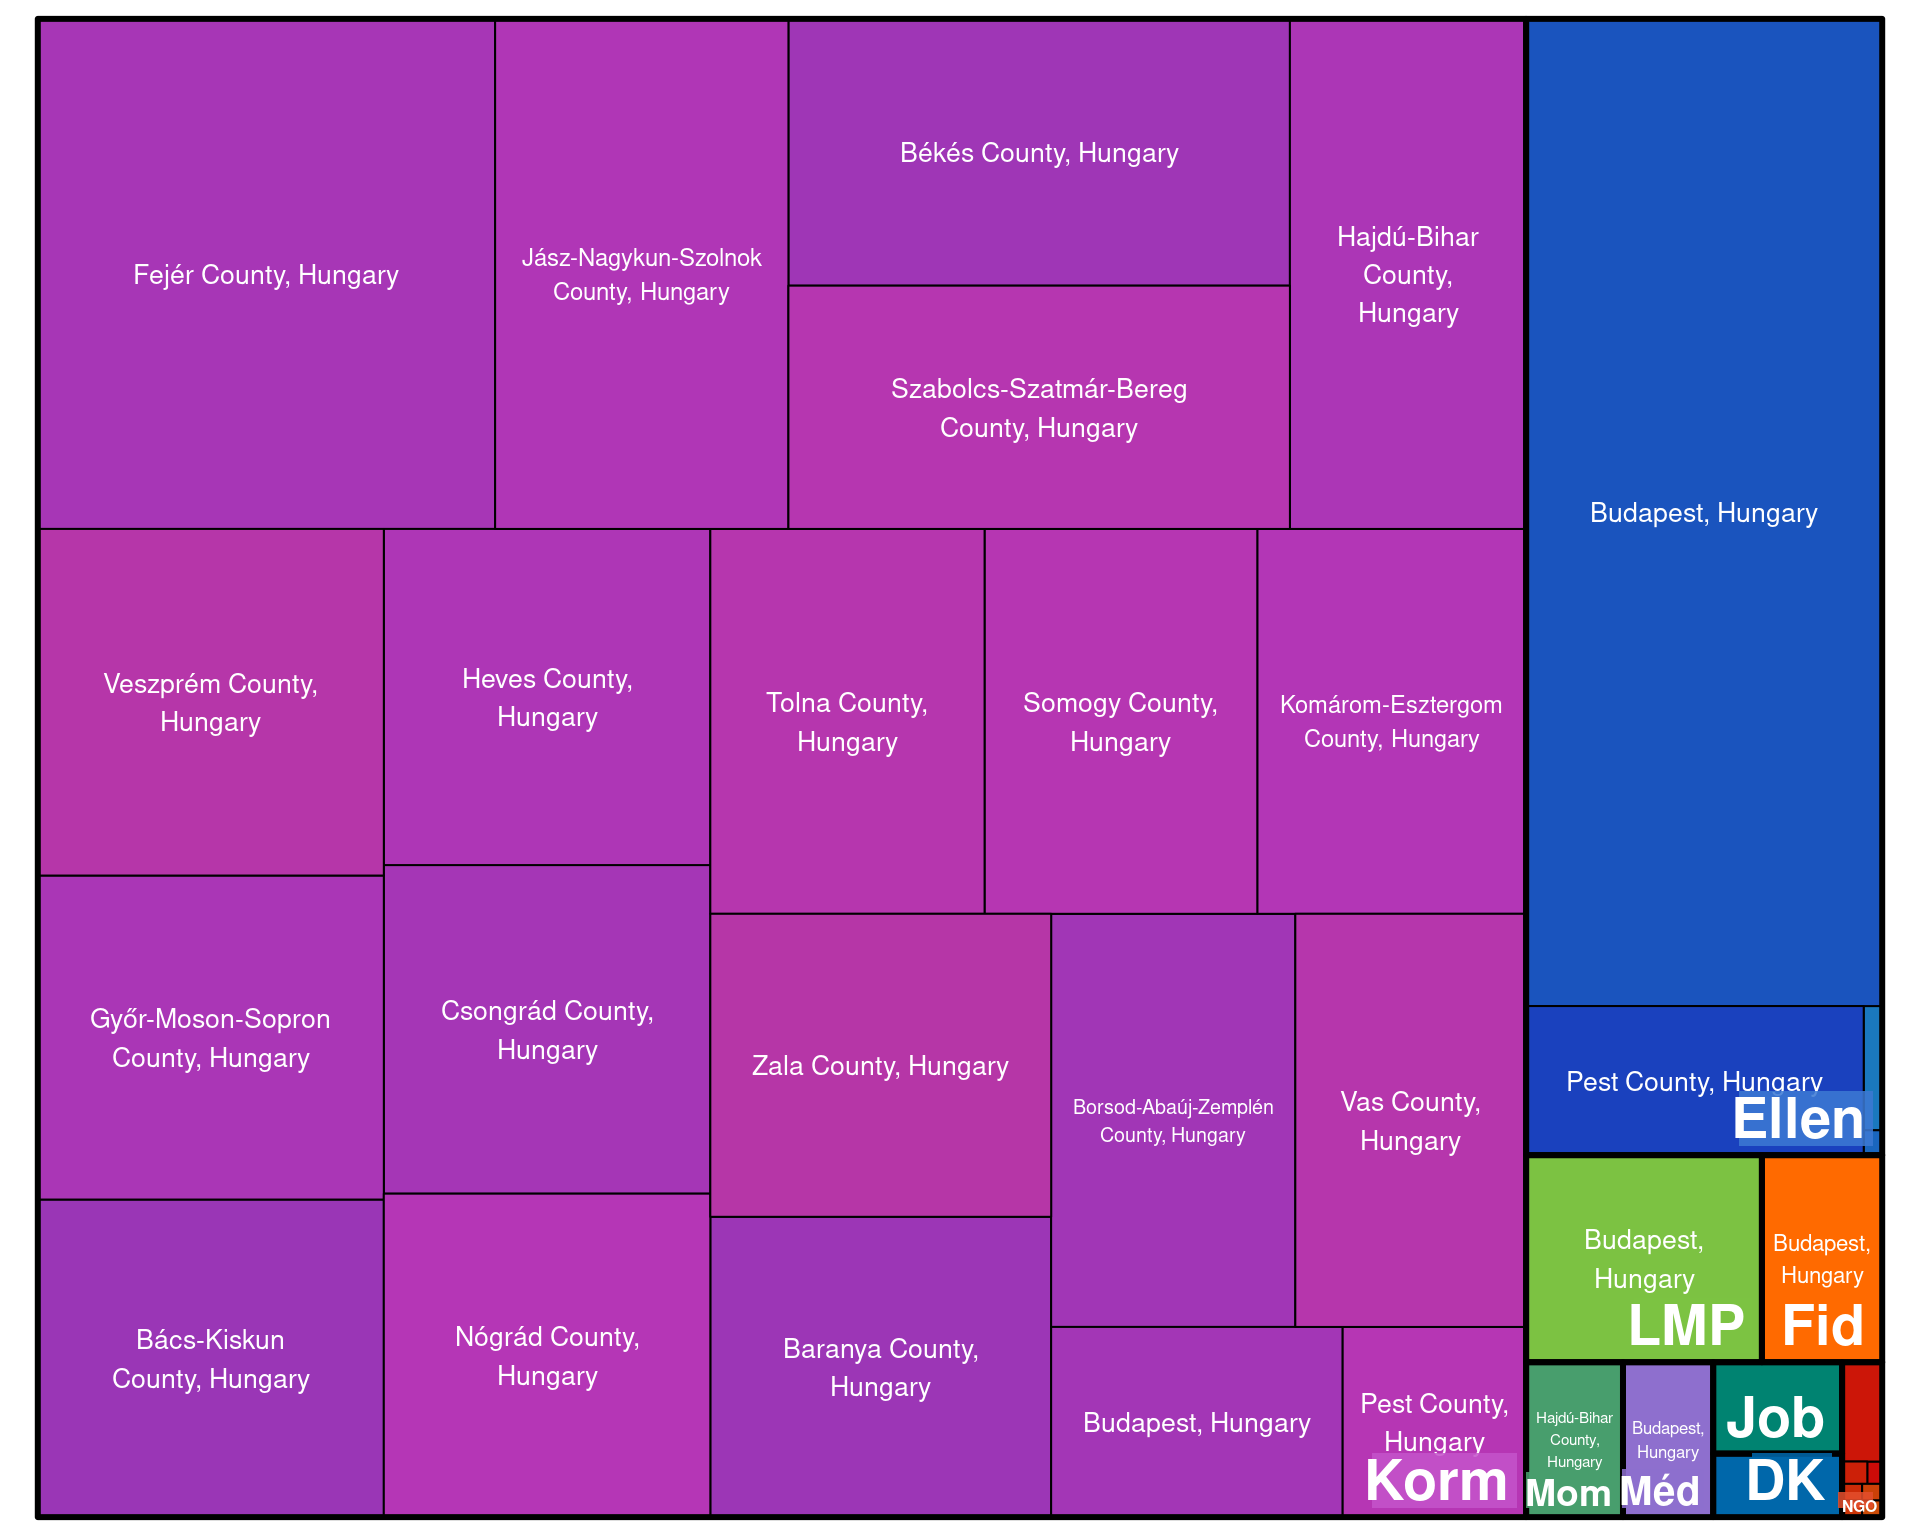 Fejér County, Hungary
Jász-Nagykun-Szolnok
County, Hungary
Békés County, Hungary
Szabolcs-Szatmár-Bereg
County, Hungary
Hajdú-Bihar
County,
Hungary
Budapest, Hungary
Veszprém County,
Hungary
Heves County,
Hungary
Tolna County,
Hungary
Somogy County,
Hungary
Komárom-Esztergom
County, Hungary
Győr-Moson-Sopron
County, Hungary
Csongrád County,
Hungary
Zala County, Hungary
Borsod-Abaúj-Zemplén
County, Hungary
Vas County,
Hungary
Pest County, Hungary
Ellen
Bács-Kiskun
County, Hungary
Nógrád County,
Hungary
Baranya County,
Hungary
Budapest, Hungary
Pest County,
Hungary
Korm
Budapest,
Hungary
LMP
Budapest,
Hungary
Fid
Hajdú-Bihar
County,
Hungary
Mom
Budapest,
Hungary
Méd
Job
DK
NGO